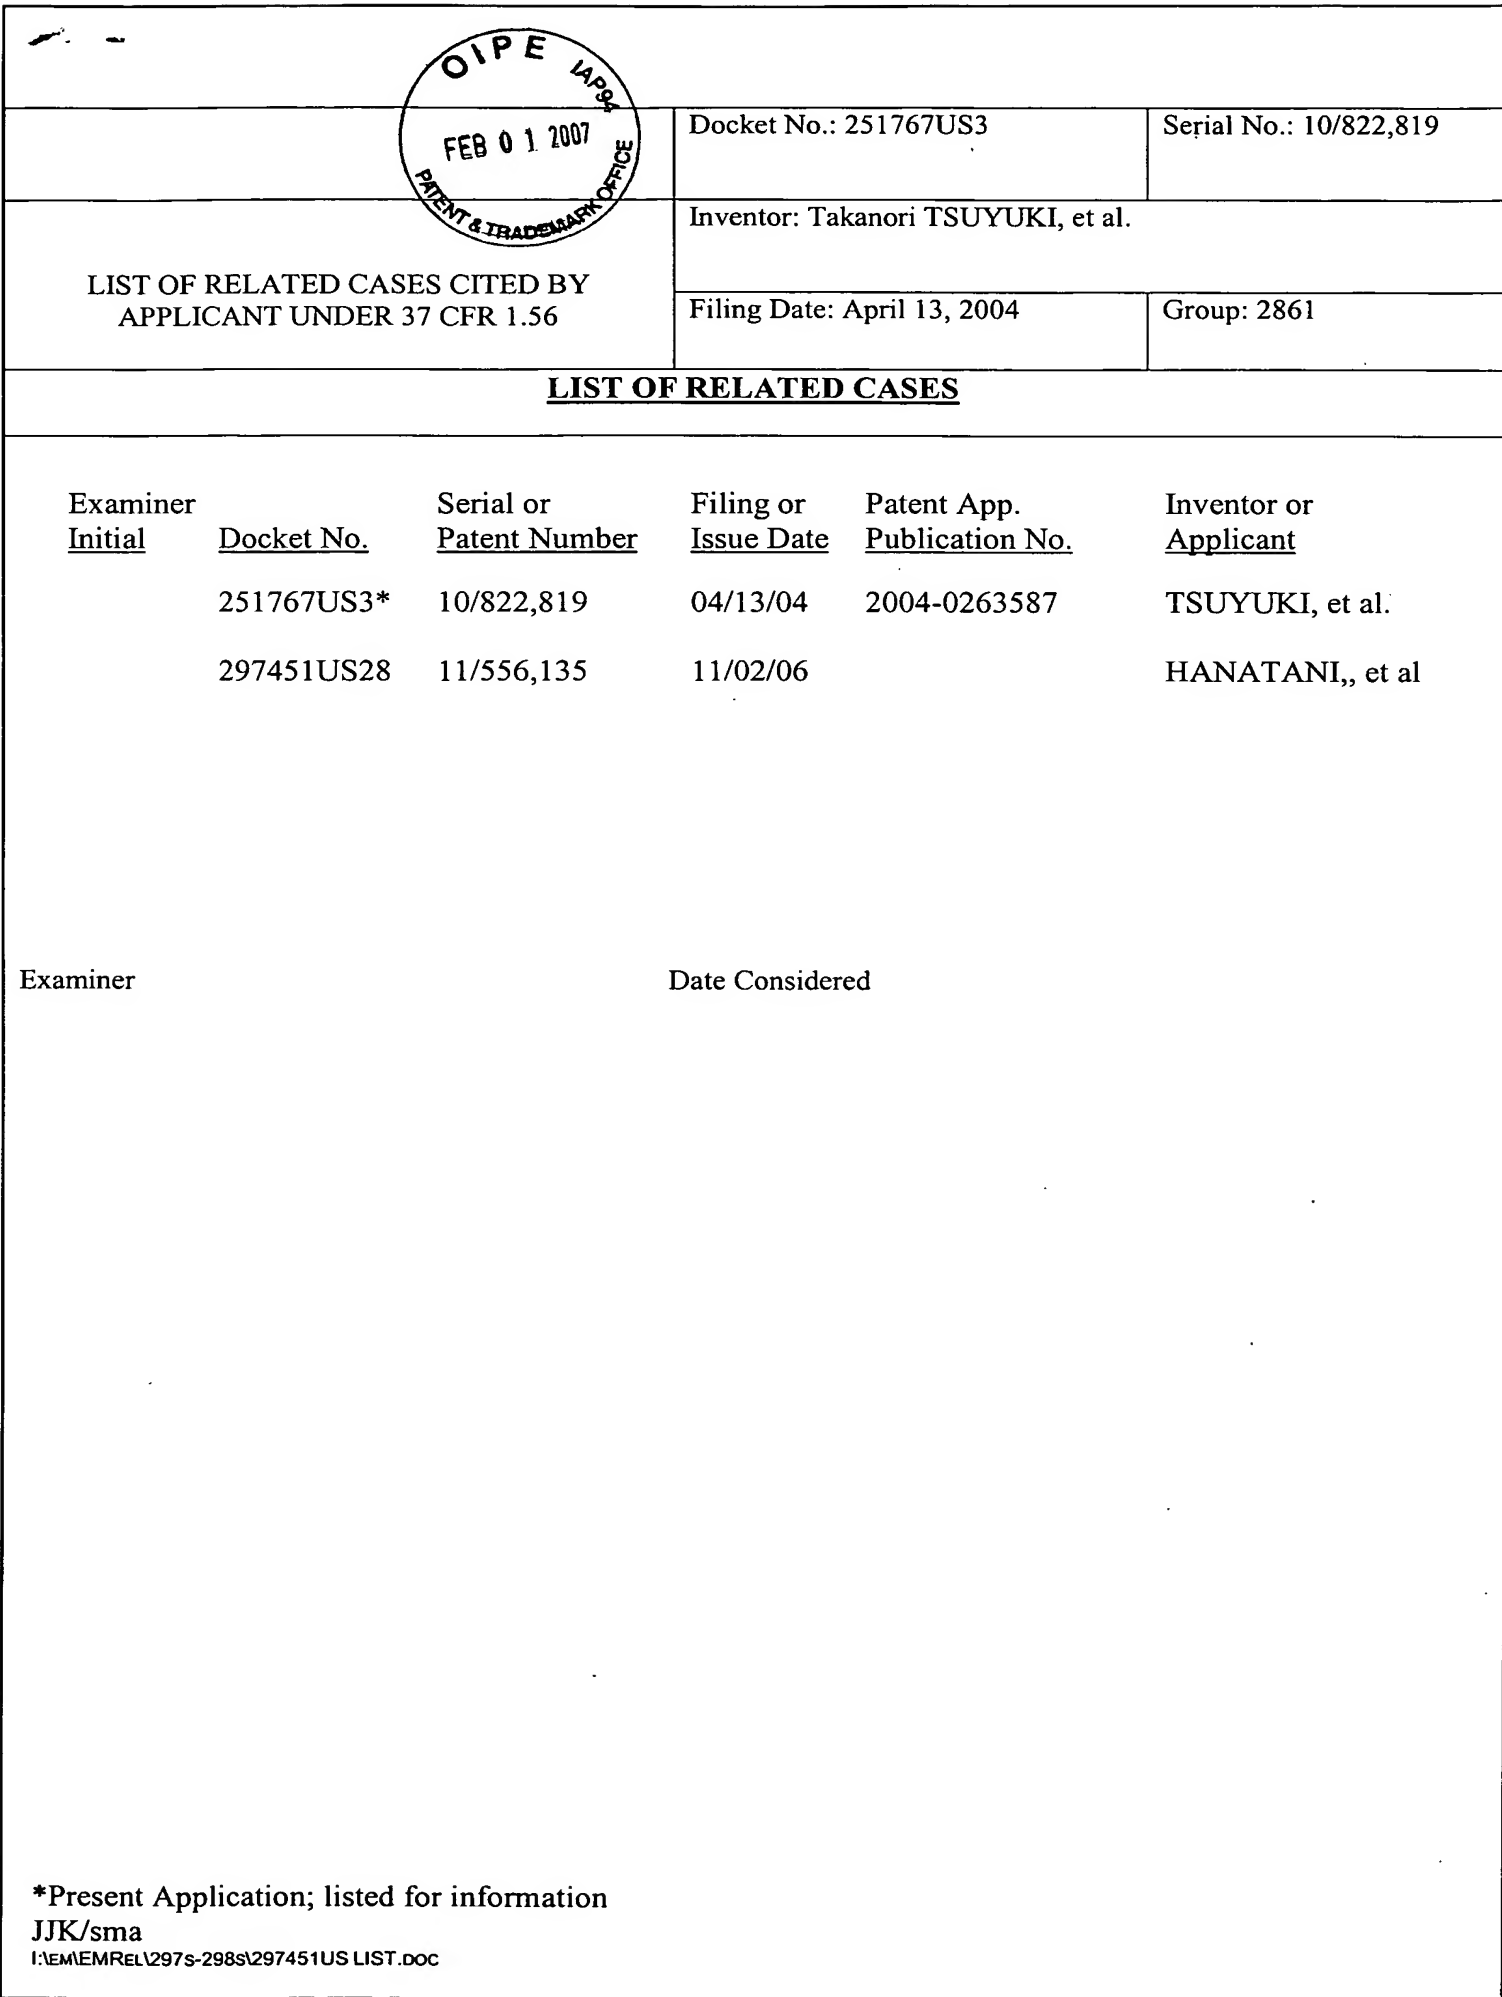 OIPE IAP94
FEB 0 1 2007
PATENT & TRADEMARK OFFICE
Docket No.: 251767US3 Serial No.: 10/822,819
Inventor: Takanori TSUYUKI, et al.
LIST OF RELATED CASES CITED BY
APPLICANT UNDER 37 CFR 1.56
Filing Date: April 13, 2004 Group: 2861
LIST OF RELATED CASES
Examiner Serial or Filing or Patent App. Inventor or
Initial Docket No. Patent Number Issue Date Publication No. Applicant
251767US3* 10/822,819 04/13/04 2004-0263587 TSUYUKI, et al.
297451US28 11/556,135 11/02/06 HANATANI,, et al
Examiner Date Considered
*Present Application; listed for information
JJK/sma
I:\EM\EMREL\297S-298S\297451US LIST.DOC